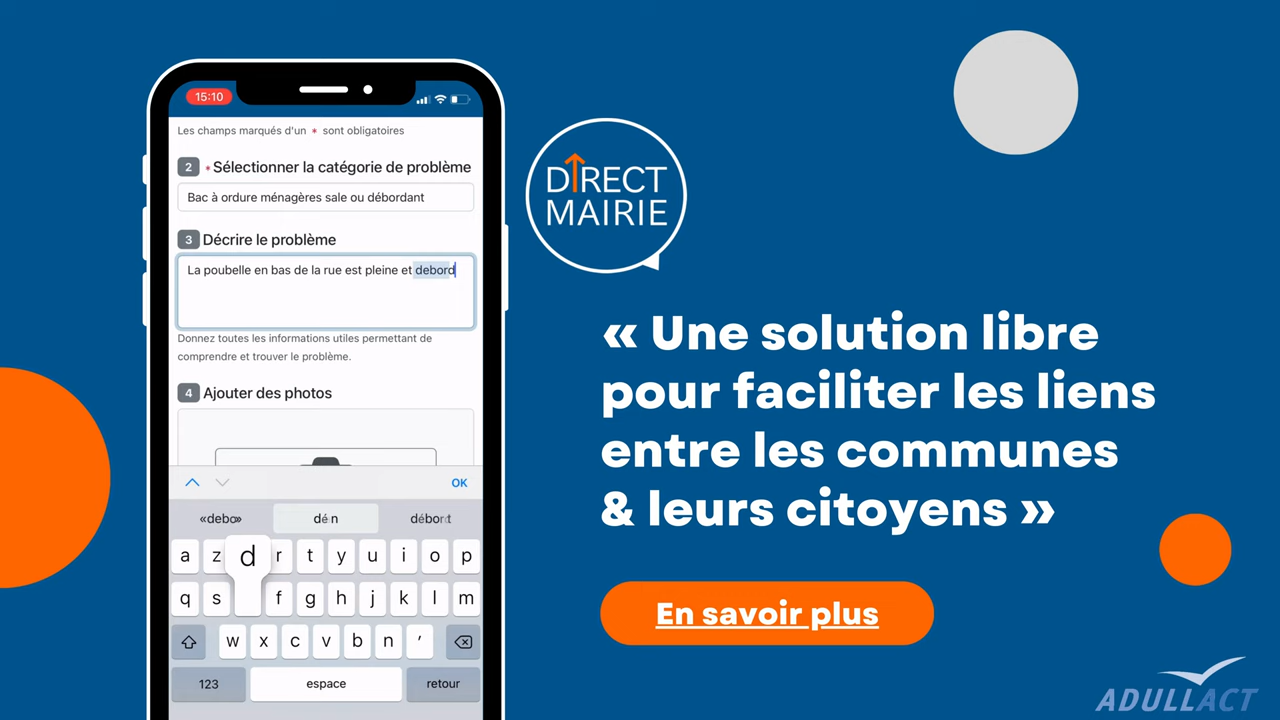 15:10
Les champs marqués d'un * sont obligatoires
2 * Sélectionner la catégorie de problème
Bac à ordure ménagères sale ou débordant
3 Décrire le problème
La poubelle en bas de la rue est pleine et debord
Donnez toutes les informations utiles permettant de
comprendre et trouver le problème.
4 Ajouter des photos
OK
«debo»
a z d r t y u i o p
q s f g h j k l m
w x c v b n ’
123 espace retour
DIRECT
MAIRIE
« Une solution libre
pour faciliter les liens
entre les communes
& leurs citoyens »
En savoir plus
ADULLACT